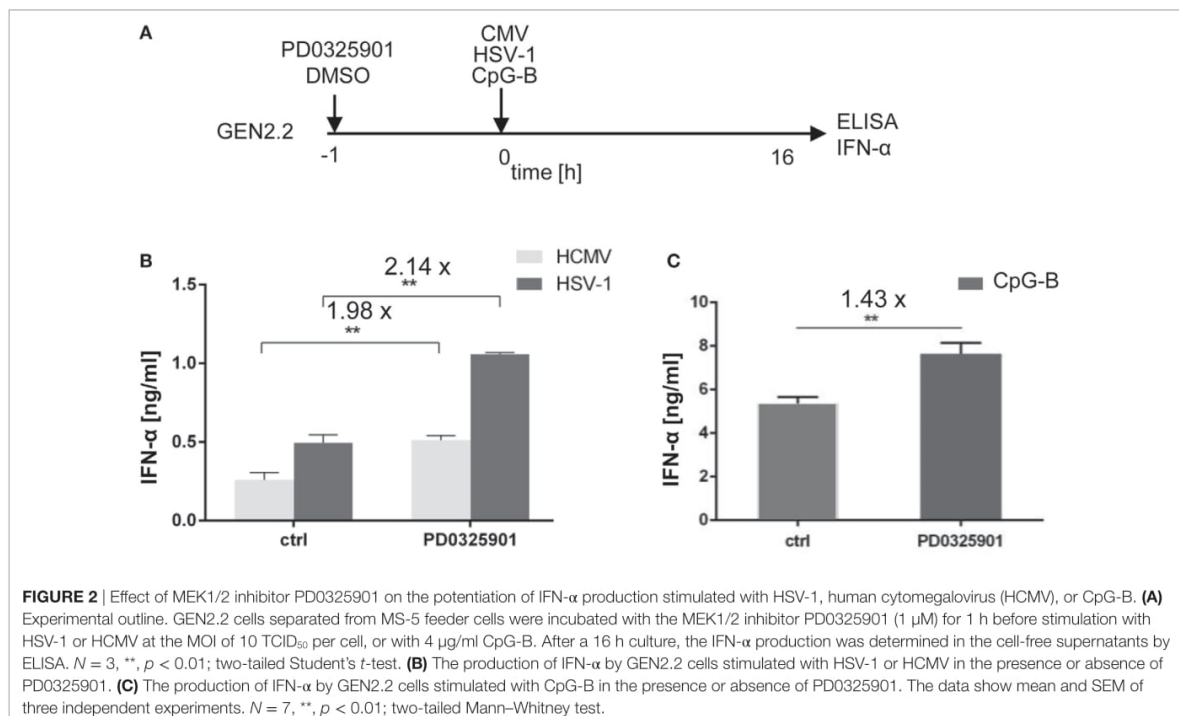 A
PD0325901
DMSO
CMV
HSV-1
CpG-B
GEN2.2
ELISA
IFN-α
-1
0
16
time [h]
B
HCMV
HSV-1
2.14 x
**
1.98 x
**
1.5
1.0
0.5
0.0
IFN-α [ng/ml]
ctrl
PD0325901
C
CpG-B
1.43 x
**
10
8
6
4
2
0
IFN-α [ng/ml]
ctrl
PD0325901
FIGURE 2 | Effect of MEK1/2 inhibitor PD0325901 on the potentiation of IFN-α production stimulated with HSV-1, human cytomegalovirus (HCMV), or CpG-B. (A)
Experimental outline. GEN2.2 cells separated from MS-5 feeder cells were incubated with the MEK1/2 inhibitor PD0325901 (1 µM) for 1 h before stimulation with
HSV-1 or HCMV at the MOI of 10 TCID50 per cell, or with 4 µg/ml CpG-B. After a 16 h culture, the IFN-α production was determined in the cell-free supernatants by
ELISA. N = 3, **, p < 0.01; two-tailed Student's t-test. (B) The production of IFN-α by GEN2.2 cells stimulated with HSV-1 or HCMV in the presence or absence of
PD0325901. (C) The production of IFN-α by GEN2.2 cells stimulated with CpG-B in the presence or absence of PD0325901. The data show mean and SEM of
three independent experiments. N = 7, **, p < 0.01; two-tailed Mann–Whitney test.